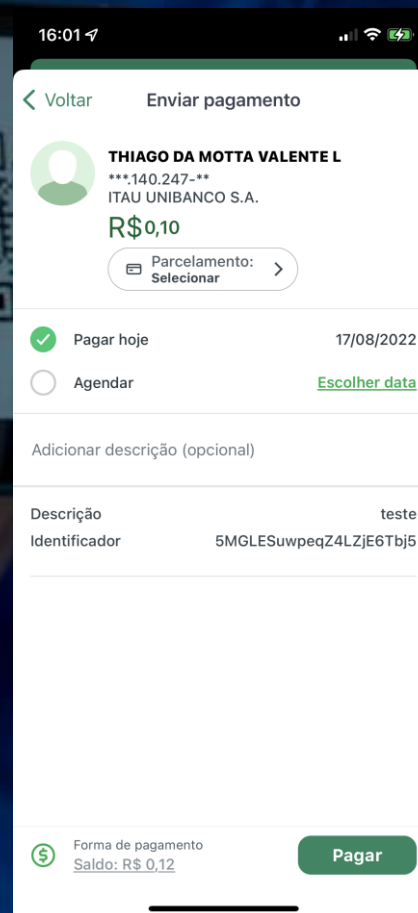 16:01
Voltar
Enviar pagamento
THIAGO DA MOTTA VALENTE L
***.140.247-**
ITAU UNIBANCO S.A.
R$0,10
Parcelamento:
Selecionar
Pagar hoje 17/08/2022
Agendar Escolher data
Adicionar descrição (opcional)
Descrição teste
Identificador 5MGLESuwpeqZ4LZjE6Tbj5
Forma de pagamento
Saldo: R$ 0,12
Pagar